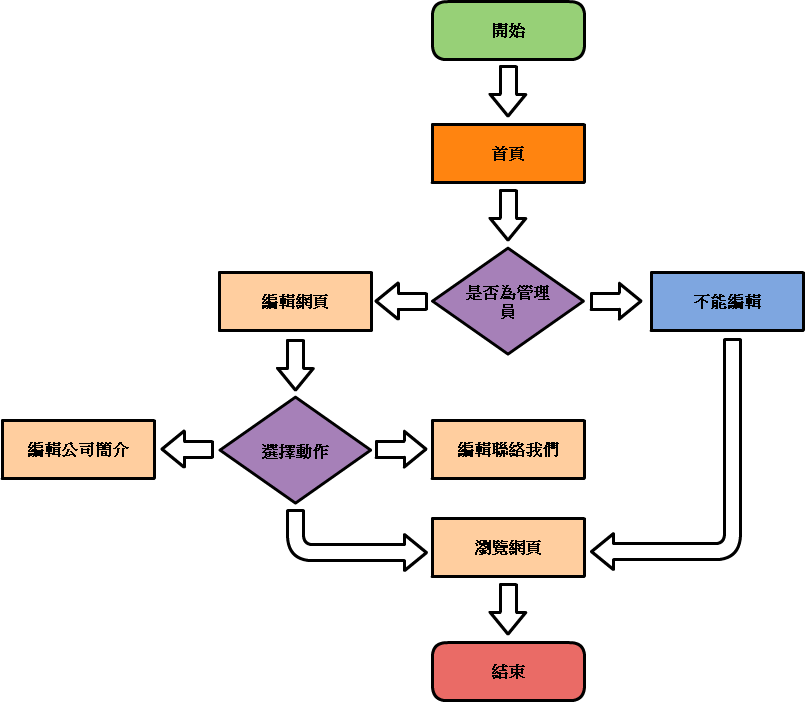 開始
首頁
編輯網頁
是否為管理
員
不能編輯
編輯公司簡介
選擇動作
編輯聯絡我們
瀏覽網頁
結束